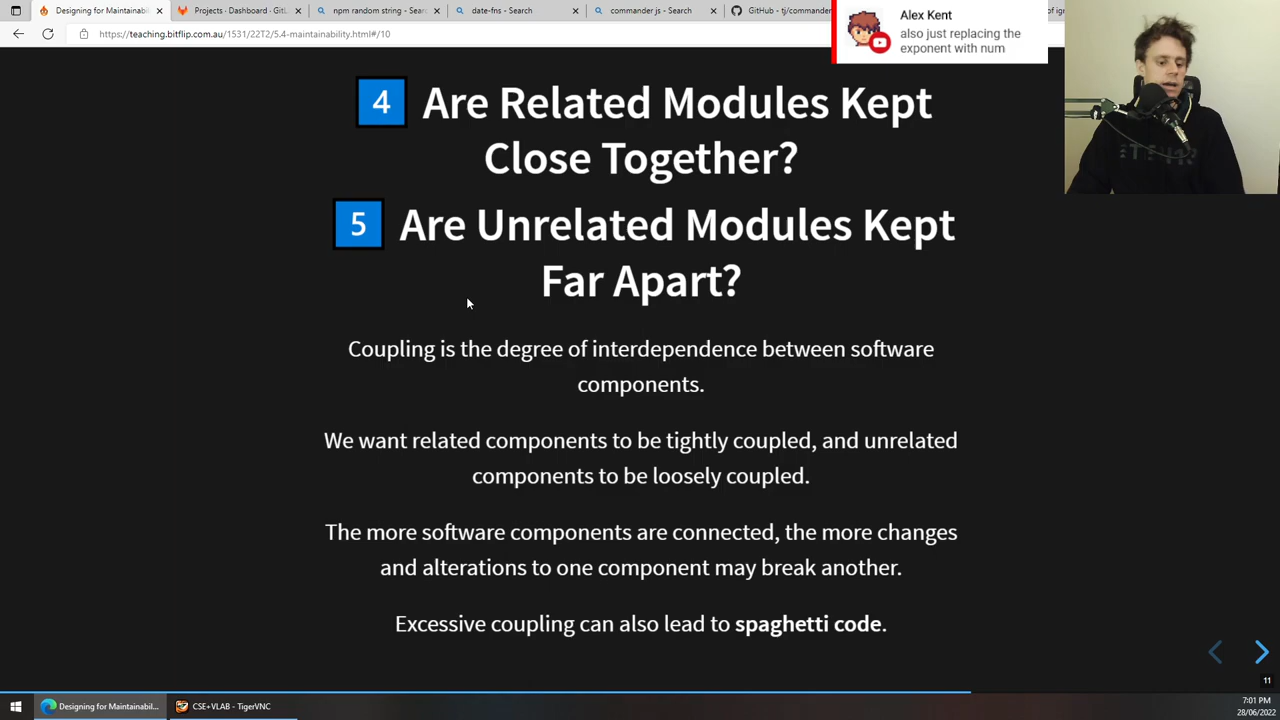 Designing for Maintainabili
Projects · Dashboard · GitL
npm random string - Searc
date-fns - Search
commander js - Search
GitHub - tj/commander
https://teaching.bitflip.com.au/1531/22T2/5.4-maintainability.html#/10
Alex Kent
also just replacing the
exponent with num
4 Are Related Modules Kept
Close Together?
5 Are Unrelated Modules Kept
Far Apart?
Coupling is the degree of interdependence between software
components.
We want related components to be tightly coupled, and unrelated
components to be loosely coupled.
The more software components are connected, the more changes
and alterations to one component may break another.
Excessive coupling can also lead to spaghetti code.
11
Designing for Maintainabil...
CSE+VLAB - TigerVNC
7:01 PM
28/06/2022